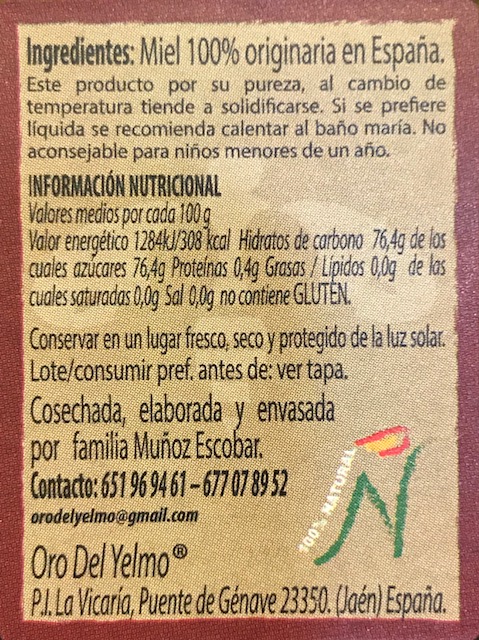 Ingredientes: Miel 100% originaria en España.
Este producto por su pureza, al cambio de
temperatura tiende a solidificarse. Si se prefiere
líquida se recomienda calentar al baño maría. No
aconsejable para niños menores de un año.
INFORMACIÓN NUTRICIONAL
Valores medios por cada 100 g
Valor energético 1284kJ/308 kcal Hidratos de carbono 76,4g de los
cuales azúcares 76,4g Proteínas 0,4g Grasas / Lípidos 0,0g de las
cuales saturadas 0,0g Sal 0,0g no contiene GLUTEN.
Conservar en un lugar fresco, seco y protegido de la luz solar.
Lote/consumir pref. antes de: ver tapa.
Cosechada, elaborada y envasada
por familia Muñoz Escobar.
Contacto: 651 96 94 61 – 677 07 89 52
orodelyelmo@gmail.com
100% NATURAL
N
Oro Del Yelmo®
P.I. La Vicaría, Puente de Génave 23350. (Jaén) España.